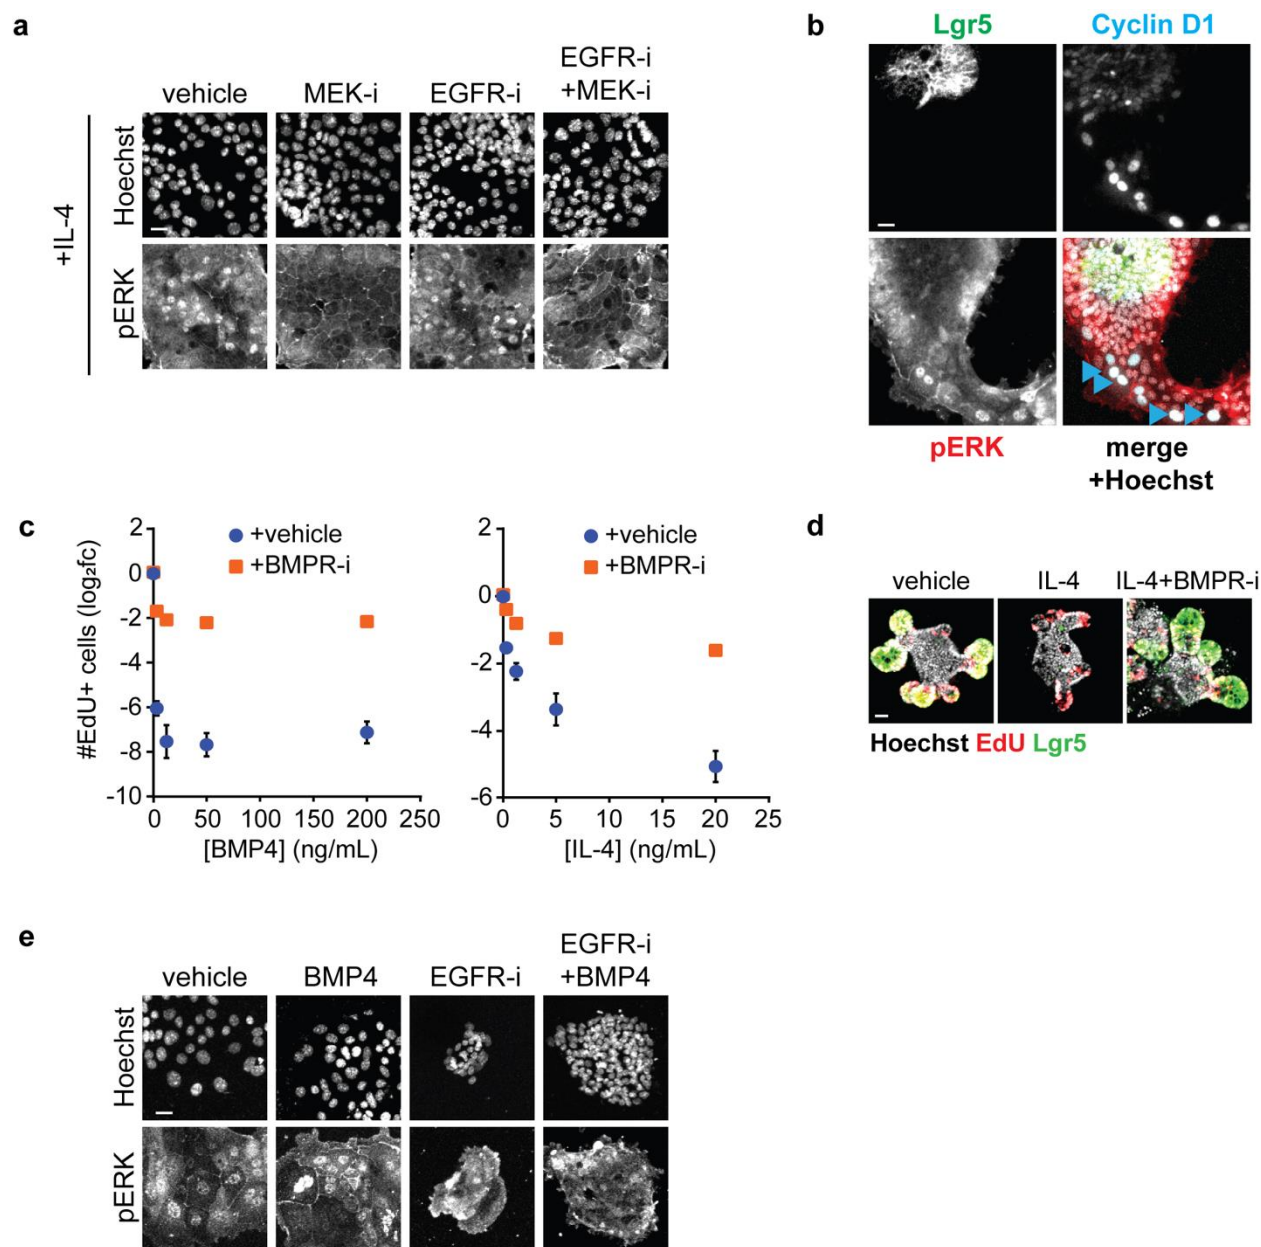 a
vehicle
MEK-i
EGFR-i
EGFR-i
+MEK-i
+IL-4
Hoechst
pERK
b
Lgr5
Cyclin D1
pERK
merge
+Hoechst
c
#EdU+ cells (log₂fc)
2
0
-2
-4
-6
-8
-10
+vehicle
+BMPR-i
0 50 100 150 200 250
[BMP4] (ng/mL)
2
0
-2
-4
-6
+vehicle
+BMPR-i
0 5 10 15 20 25
[IL-4] (ng/mL)
d
vehicle
IL-4
IL-4+BMPR-i
Hoechst EdU Lgr5
e
vehicle
BMP4
EGFR-i
EGFR-i
+BMP4
Hoechst
pERK